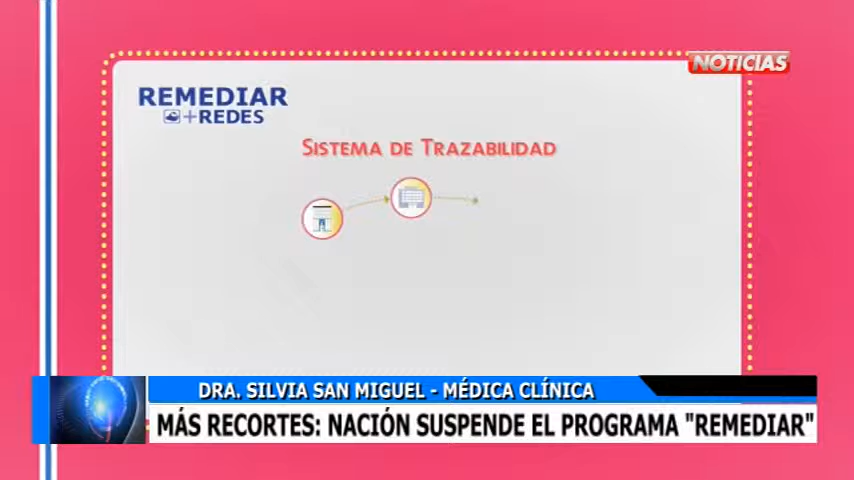 NOTICIAS
REMEDIAR
+REDES
SISTEMA DE TRAZABILIDAD
DRA. SILVIA SAN MIGUEL - MÉDICA CLÍNICA
MÁS RECORTES: NACIÓN SUSPENDE EL PROGRAMA "REMEDIAR"